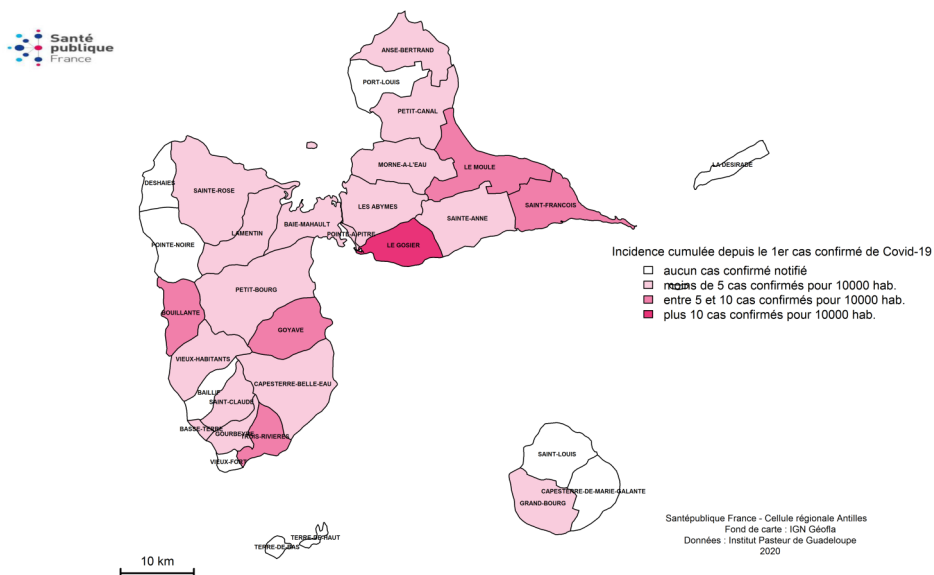 Santé
publique
France
ANSE-BERTRAND
PORT-LOUIS
PETIT-CANAL
MORNE-A-L'EAU
LE MOULE
LA DESIRADE
DESHAIES
SAINTE-ROSE
LES ABYMES
SAINT-FRANCOIS
SAINTE-ANNE
BAIE-MAHAULT
LAMENTIN
POINTE-A-PITRE
POINTE-NOIRE
LE GOSIER
Incidence cumulée depuis le 1er cas confirmé de Covid-19
aucun cas confirmé notifié
moins de 5 cas confirmés pour 10000 hab.
entre 5 et 10 cas confirmés pour 10000 hab.
plus 10 cas confirmés pour 10000 hab.
PETIT-BOURG
BOUILLANTE
GOYAVE
VIEUX-HABITANTS
CAPESTERRE-BELLE-EAU
BAILLIF
SAINT-CLAUDE
BASSE-TERRE
GOURBEYRE
TROIS-RIVIERES
VIEUX-FORT
SAINT-LOUIS
CAPESTERRE-DE-MARIE-GALANTE
GRAND-BOURG
TERRE-DE-HAUT
TERRE-DE-BAS
Santépublique France - Cellule régionale Antilles
Fond de carte : IGN Géofla
Données : Institut Pasteur de Guadeloupe
2020
10 km